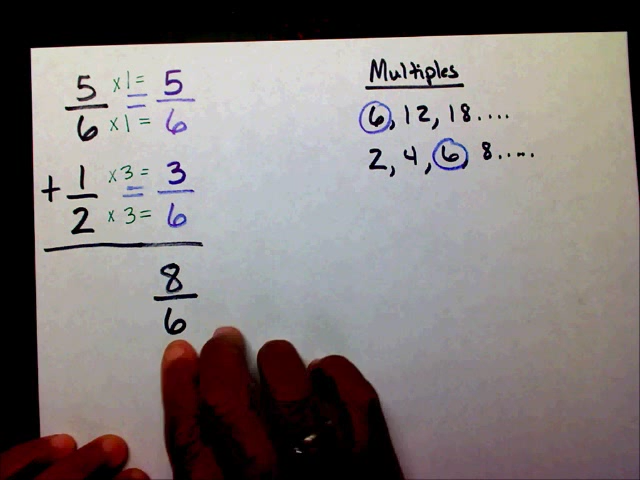 5/6 x1= = 5/6
x1=
+ 1/2 x3= = 3/6
x3=
8/6
Multiples
6, 12, 18....
2, 4, 6, 8.....